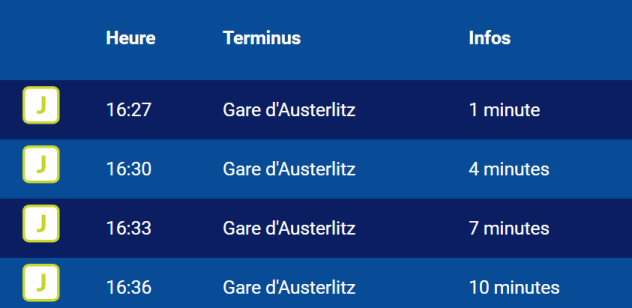 Heure Terminus Infos
J 16:27 Gare d'Austerlitz 1 minute
J 16:30 Gare d'Austerlitz 4 minutes
J 16:33 Gare d'Austerlitz 7 minutes
J 16:36 Gare d'Austerlitz 10 minutes